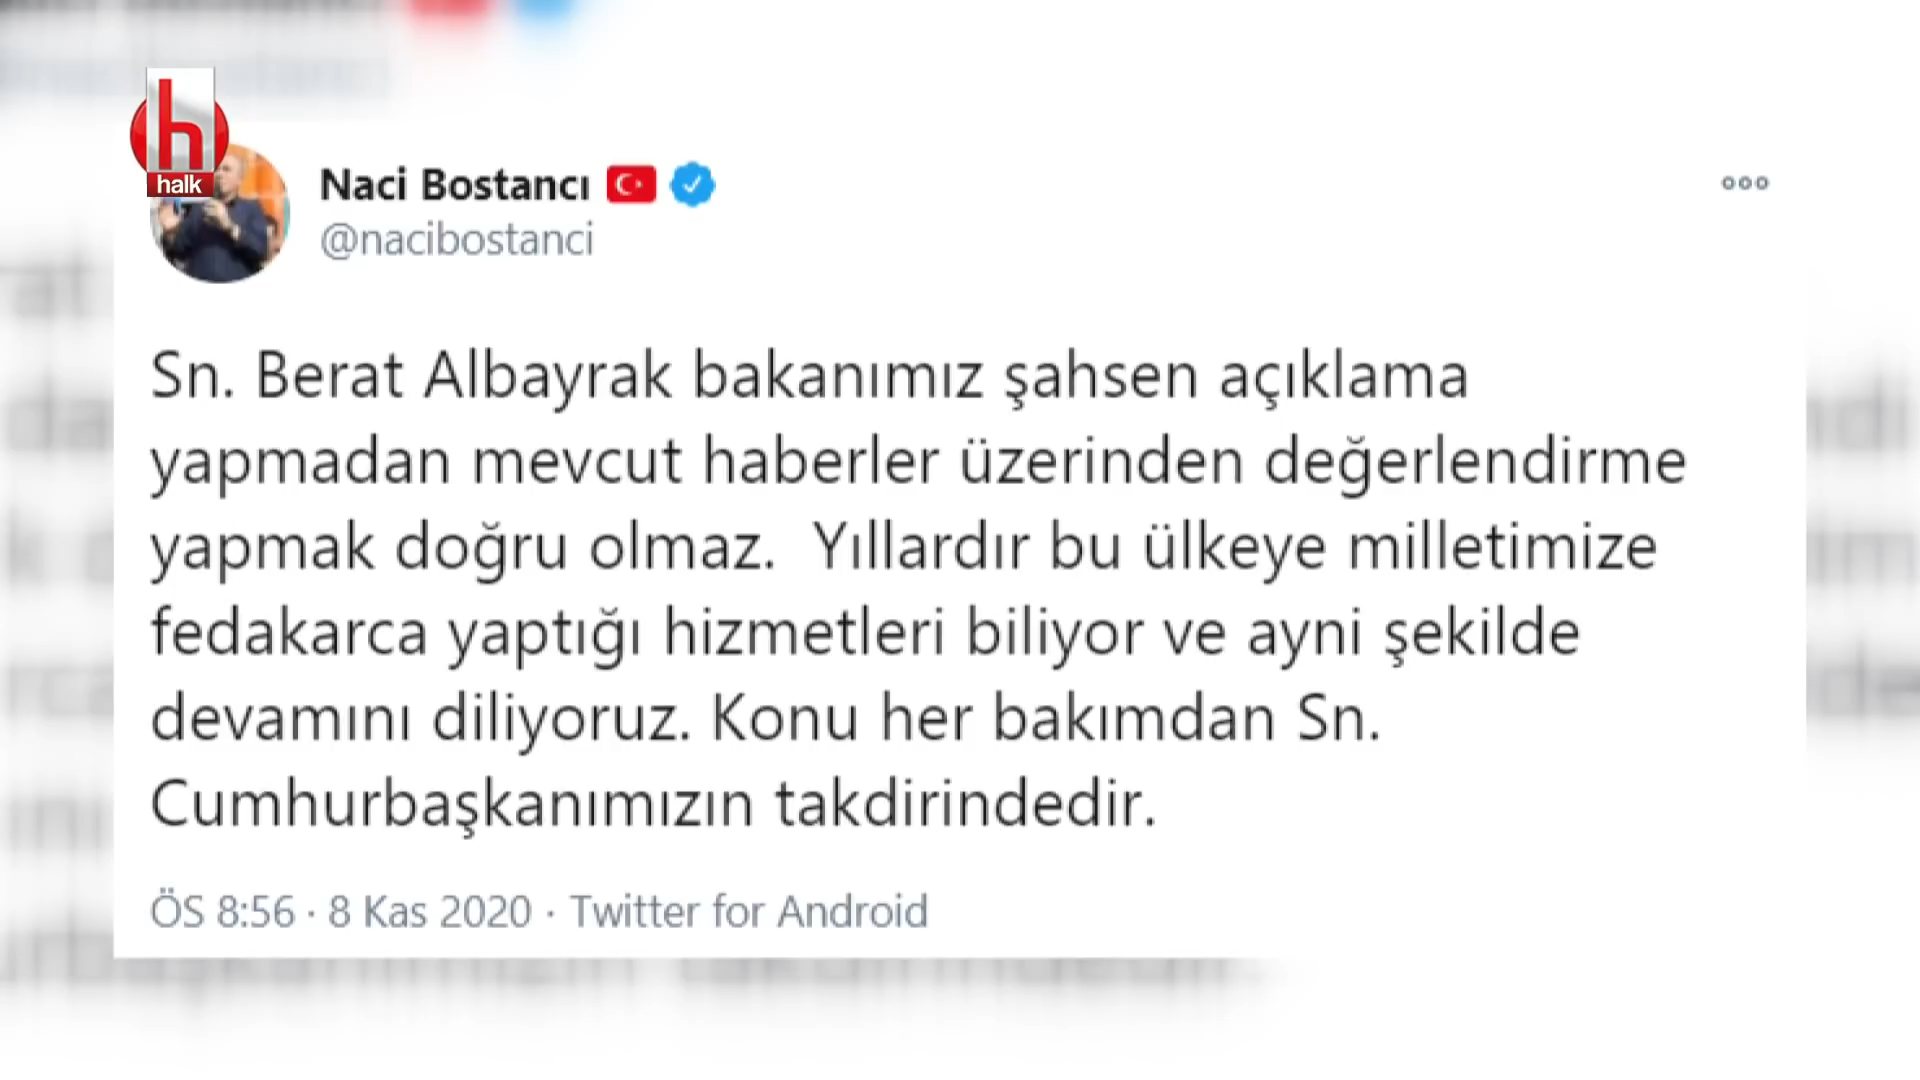 h
halk
Naci Bostancı
@nacibostanci
Sn. Berat Albayrak bakanımız şahsen açıklama
yapmadan mevcut haberler üzerinden değerlendirme
yapmak doğru olmaz. Yıllardır bu ülkeye milletimize
fedakarca yaptığı hizmetleri biliyor ve ayni şekilde
devamını diliyoruz. Konu her bakımdan Sn.
Cumhurbaşkanımızın takdirindedir.
ÖS 8:56 · 8 Kas 2020 · Twitter for Android